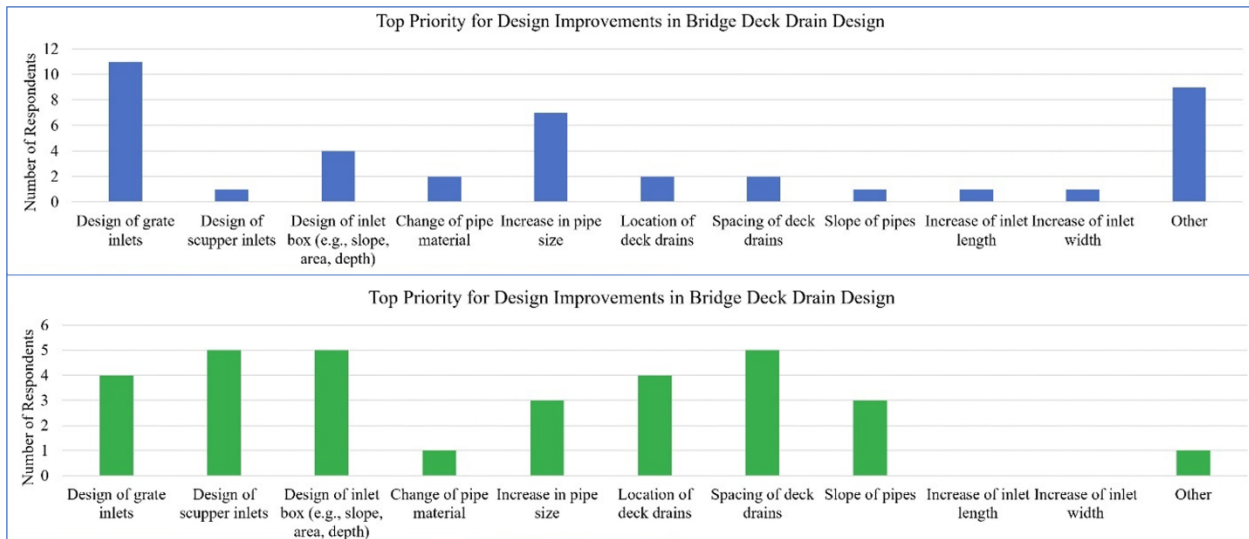 Top Priority for Design Improvements in Bridge Deck Drain Design
Number of Respondents
12
10
8
6
4
2
0
Design of grate inlets
Design of scupper inlets
Design of inlet box (e.g., slope, area, depth)
Change of pipe material
Increase in pipe size
Location of deck drains
Spacing of deck drains
Slope of pipes
Increase of inlet length
Increase of inlet width
Other
Top Priority for Design Improvements in Bridge Deck Drain Design
Number of Respondents
6
5
4
3
2
1
0
Design of grate inlets
Design of scupper inlets
Design of inlet box (e.g., slope, area, depth)
Change of pipe material
Increase in pipe size
Location of deck drains
Spacing of deck drains
Slope of pipes
Increase of inlet length
Increase of inlet width
Other